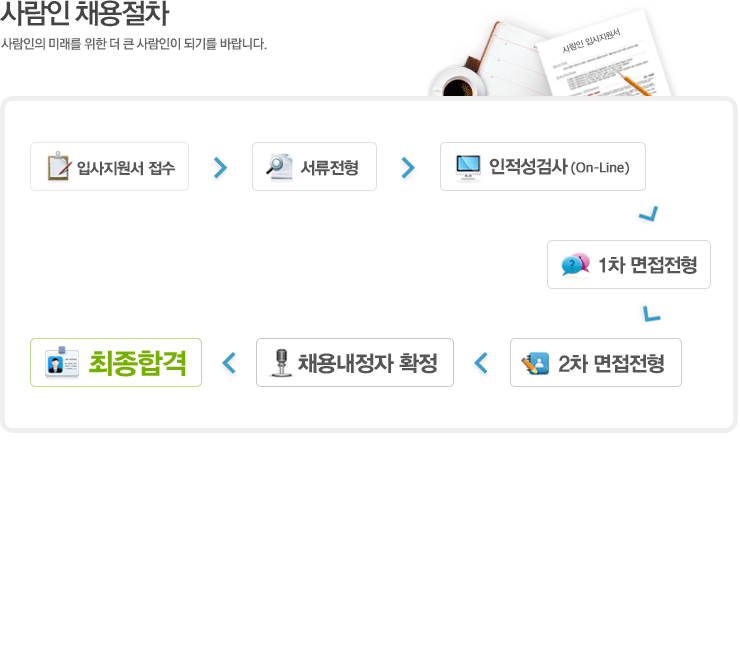 사람인 채용절차
사람인의 미래를 위한 더 큰 사람인이 되기를 바랍니다.
사람인 입사지원서
입사지원서 접수
서류전형
인적성검사 (On-Line)
1차 면접전형
2차 면접전형
채용내정자 확정
최종합격